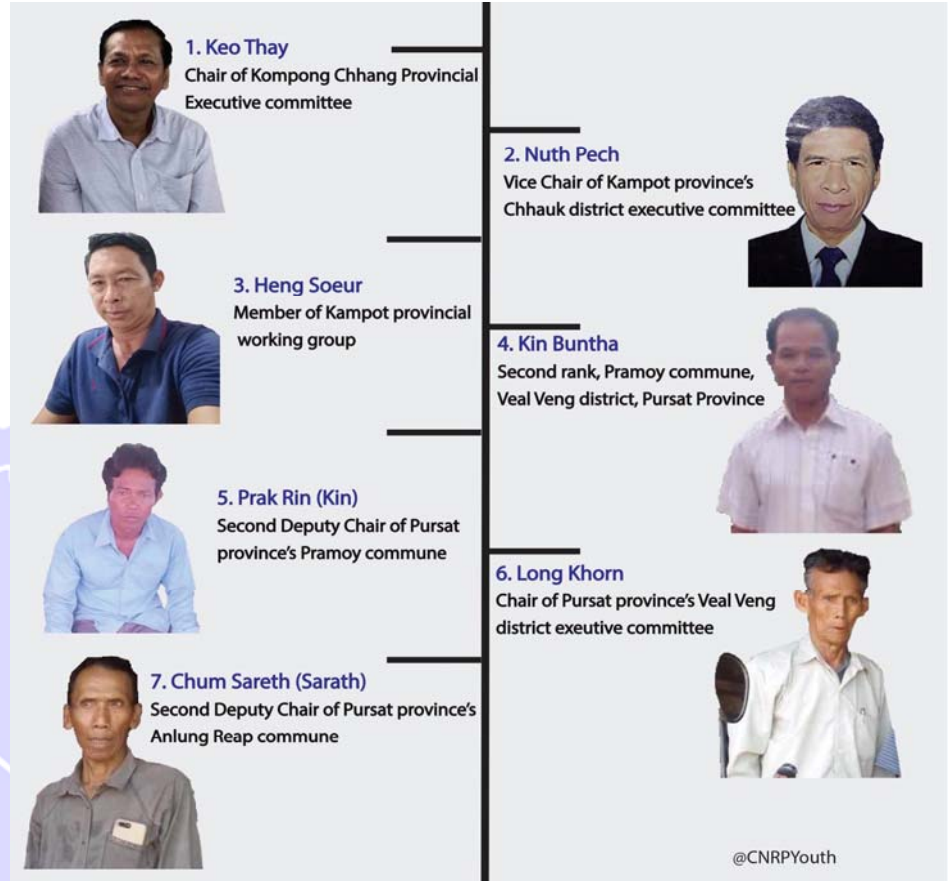 1. Keo Thay
Chair of Kompong Chhang Provincial
Executive committee
2. Nuth Pech
Vice Chair of Kampot province's
Chhauk district executive committee
3. Heng Soeur
Member of Kampot provincial
working group
4. Kin Buntha
Second rank, Pramoy commune,
Veal Veng district, Pursat Province
5. Prak Rin (Kin)
Second Deputy Chair of Pursat
province's Pramoy commune
6. Long Khorn
Chair of Pursat province's Veal Veng
district exeutive committee
7. Chum Sareth (Sarath)
Second Deputy Chair of Pursat province's
Anlung Reap commune
@CNRPYouth